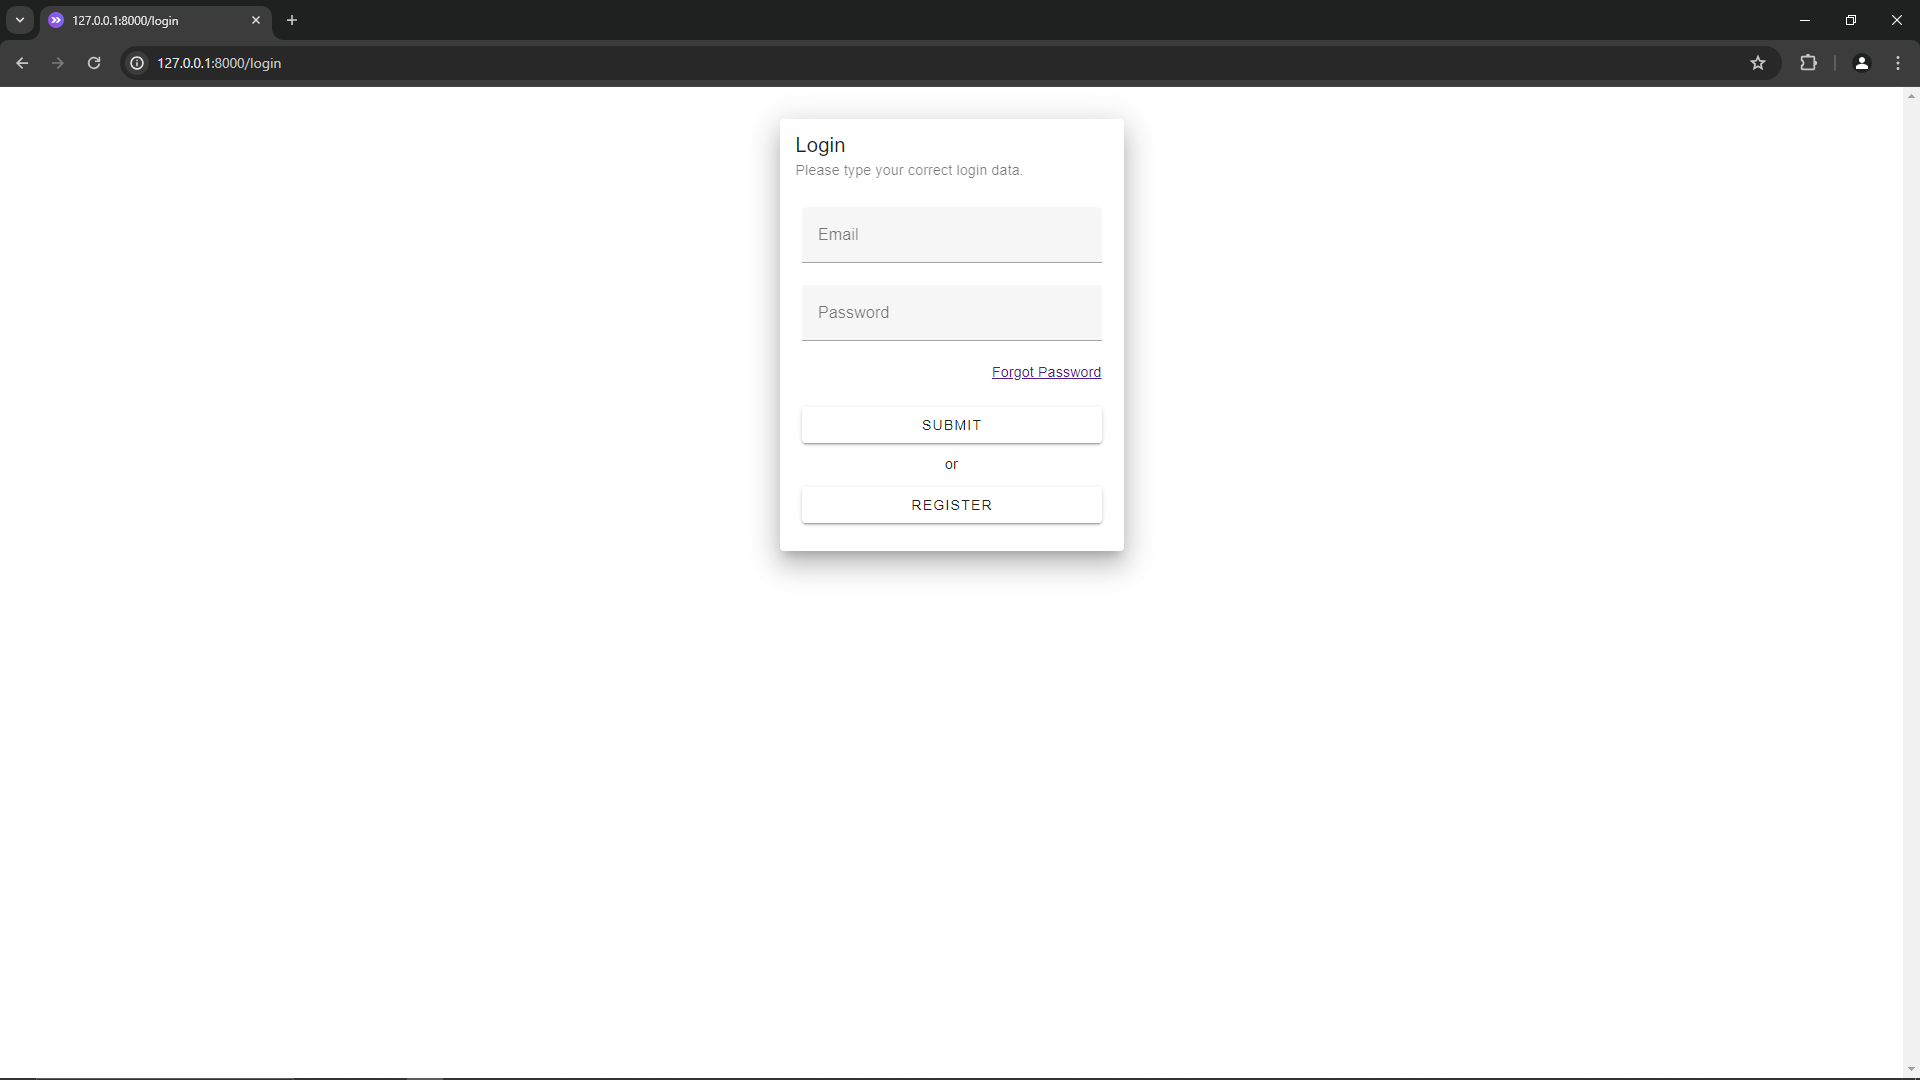 127.0.0.1:8000/login
127.0.0.1:8000/login
Login
Please type your correct login data.
Email
Password
Forgot Password
SUBMIT
or
REGISTER